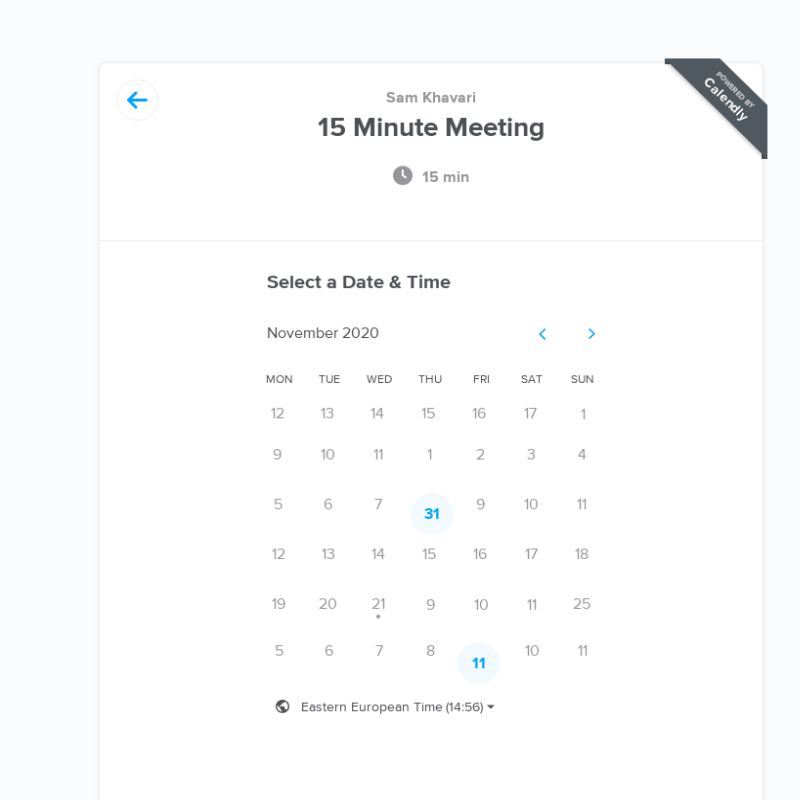 POWERED BY
Calendly
Sam Khavari
15 Minute Meeting
15 min
Select a Date & Time
November 2020
MON TUE WED THU FRI SAT SUN
12 13 14 15 16 17 1
9 10 11 1 2 3 4
5 6 7 31 9 10 11
12 13 14 15 16 17 18
19 20 21 9 10 11 25
5 6 7 8 11 10 11
Eastern European Time (14:56)